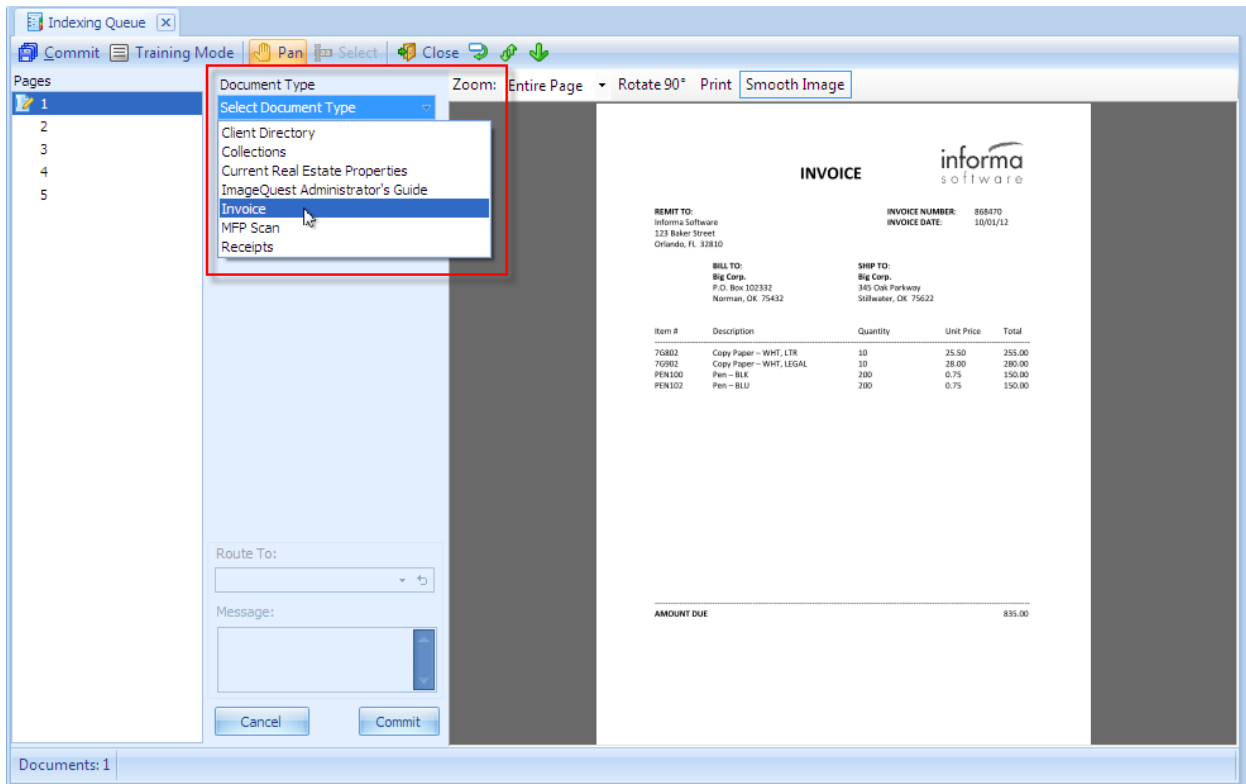 Indexing Queue
Commit Training Mode Pan Select Close
Pages
1
2
3
4
5
Document Type
Select Document Type
Client Directory
Collections
Current Real Estate Properties
ImageQuest Administrator's Guide
Invoice
MFP Scan
Receipts
Route To:
Message:
Cancel Commit
Zoom: Entire Page Rotate 90° Print Smooth Image
informa
software
INVOICE
REMIT TO:
Informa Software
123 Baker Street
Orlando, FL 32810
INVOICE NUMBER: 868470
INVOICE DATE: 10/01/12
BILL TO:
Big Corp.
P.O. Box 102332
Norman, OK 75432
SHIP TO:
Big Corp.
345 Oak Parkway
Stillwater, OK 75622
Item # Description Quantity Unit Price Total
7G802 Copy Paper – WHT, LTR 10 25.50 255.00
7G902 Copy Paper – WHT, LEGAL 10 28.00 280.00
PEN100 Pen – BLK 200 0.75 150.00
PEN102 Pen – BLU 200 0.75 150.00
AMOUNT DUE 835.00
Documents: 1